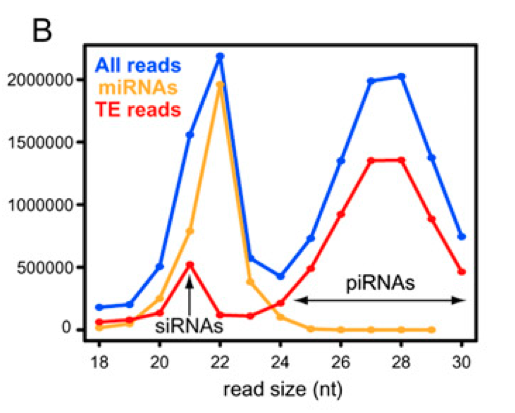 B
All reads
miRNAs
TE reads
2000000
1500000
1000000
500000
0
siRNAs
piRNAs
18 20 22 24 26 28 30
read size (nt)